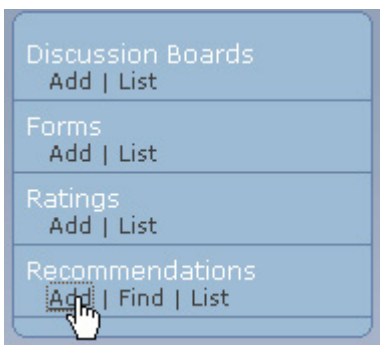 Discussion Boards
Add | List
Forms
Add | List
Ratings
Add | List
Recommendations
Add | Find | List